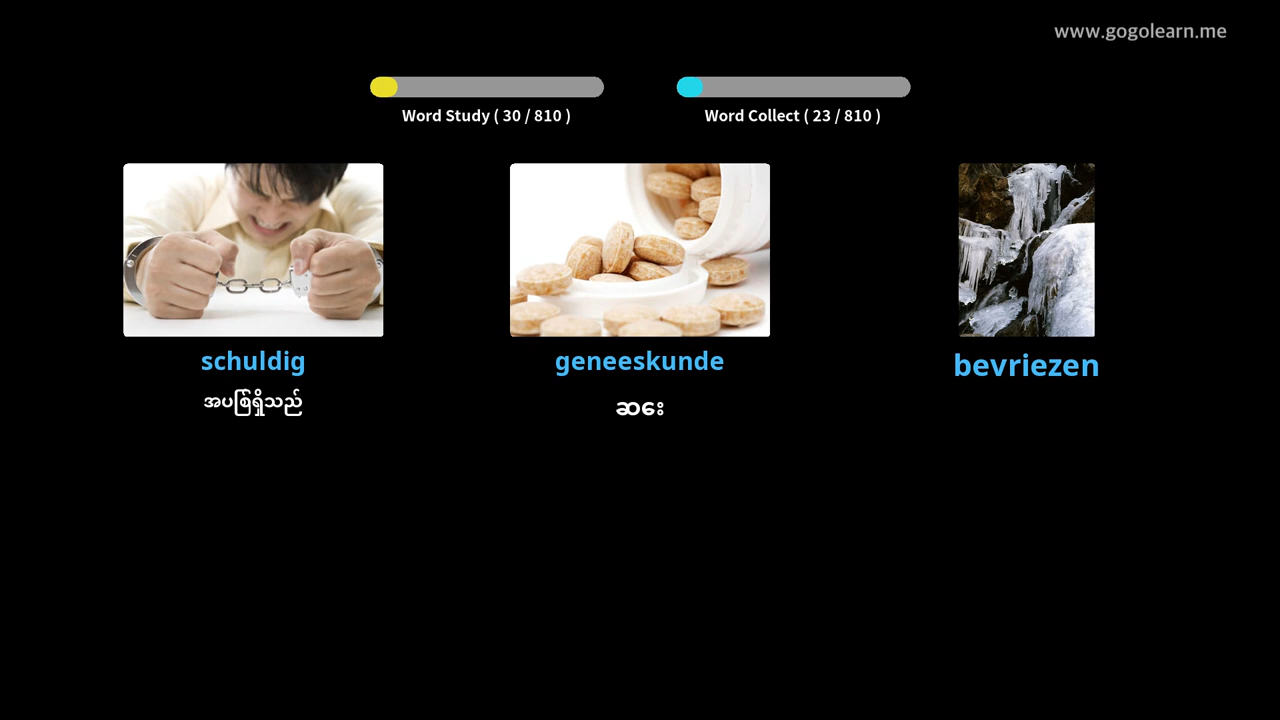 www.gogolearn.me
Word Study ( 30 / 810 )
Word Collect ( 23 / 810 )
schuldig
geneeskunde
bevriezen
အပြစ်ရှိသည်
ဆေး